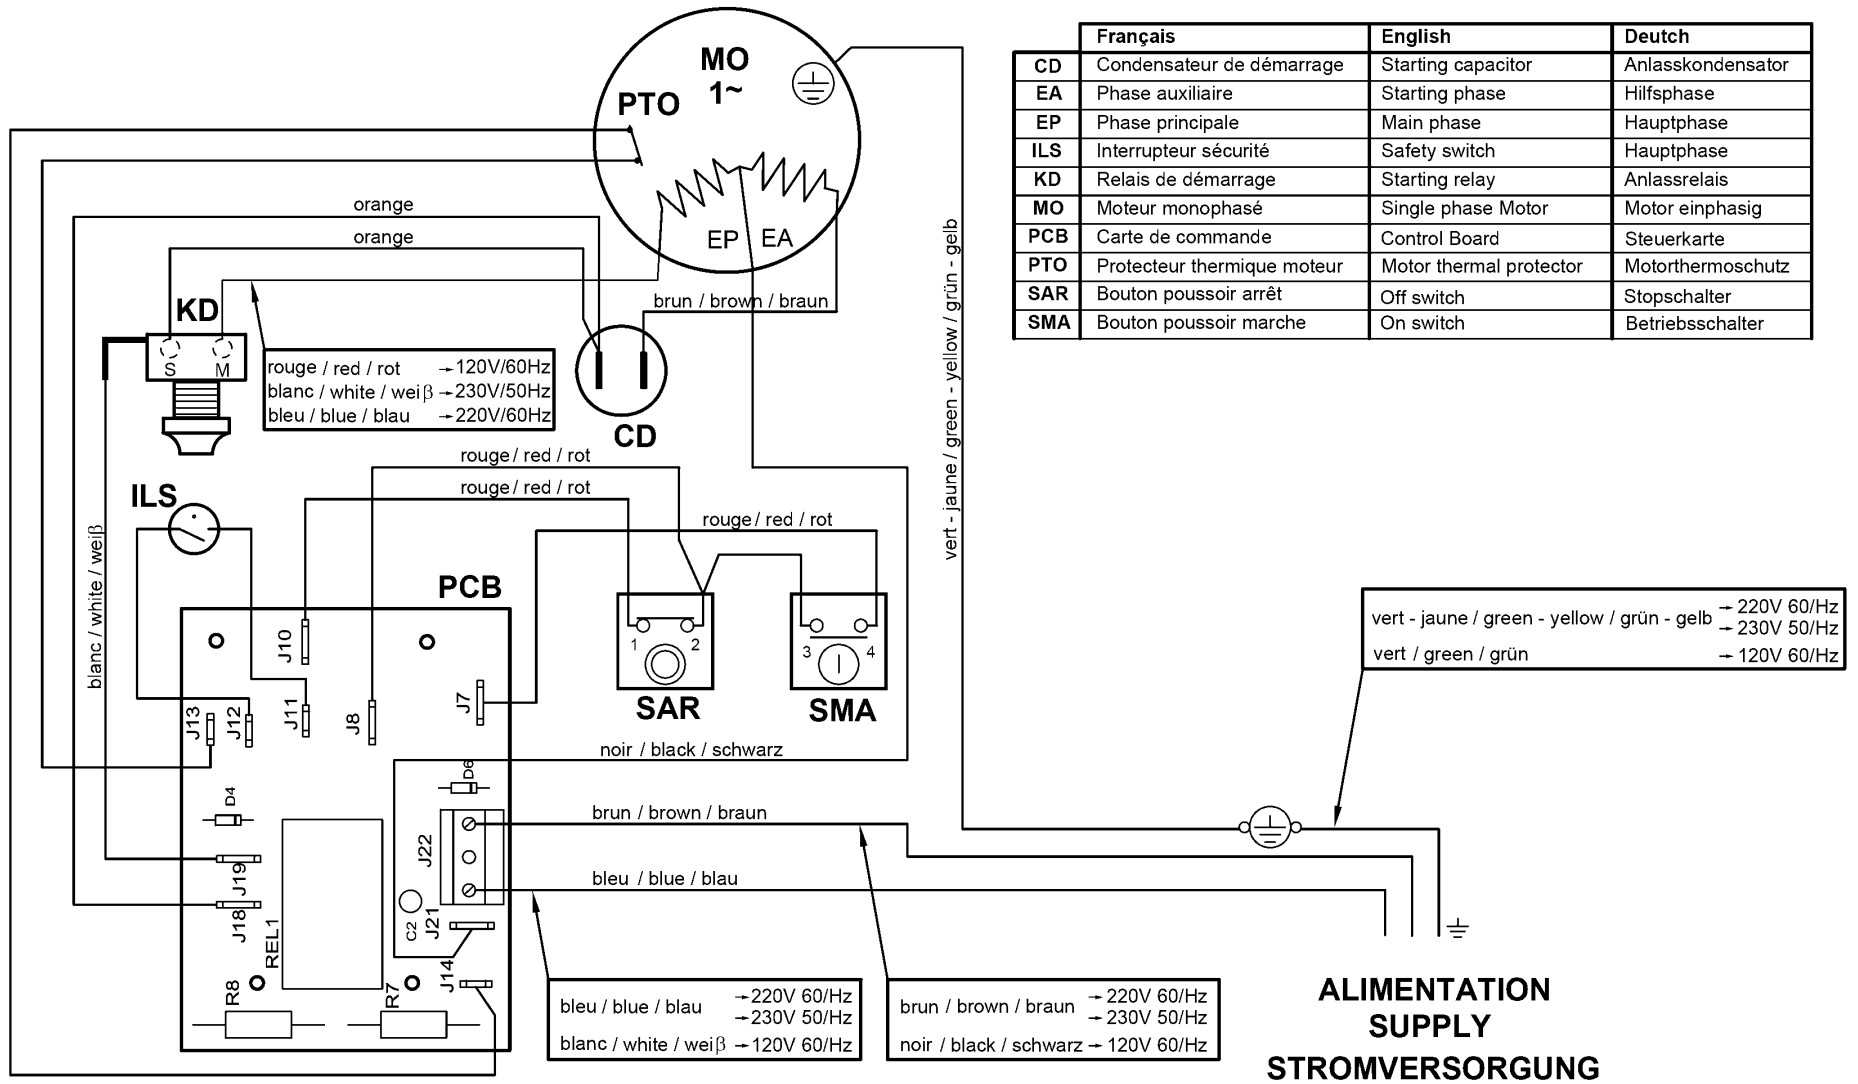 MO
1~
PTO
EP EA
orange
orange
brun / brown / braun
KD
S M
rouge / red / rot → 120V/60Hz
blanc / white / weiβ → 230V/50Hz
bleu / blue / blau → 220V/60Hz
CD
rouge / red / rot
rouge / red / rot
rouge / red / rot
ILS
blanc / white / weiβ
vert - jaune / green - yellow / grün - gelb
PCB
J10
J13
J12
J11
J8
J7
1 2
SAR
3 4
SMA
noir / black / schwarz
D6
D4
brun / brown / braun
J22
J19
bleu / blue / blau
J18
REL1
C2
J21
J14
R8
R7
Français English Deutch
CD Condensateur de démarrage Starting capacitor Anlasskondensator
EA Phase auxiliaire Starting phase Hilfsphase
EP Phase principale Main phase Hauptphase
ILS Interrupteur sécurité Safety switch Hauptphase
KD Relais de démarrage Starting relay Anlassrelais
MO Moteur monophasé Single phase Motor Motor einphasig
PCB Carte de commande Control Board Steuerkarte
PTO Protecteur thermique moteur Motor thermal protector Motorthermoschutz
SAR Bouton poussoir arrêt Off switch Stopschalter
SMA Bouton poussoir marche On switch Betriebsschalter
vert - jaune / green - yellow / grün - gelb → 220V 60/Hz
→ 230V 50/Hz
vert / green / grün → 120V 60/Hz
bleu / blue / blau → 220V 60/Hz
→ 230V 50/Hz
blanc / white / weiβ → 120V 60/Hz
brun / brown / braun → 220V 60/Hz
→ 230V 50/Hz
noir / black / schwarz → 120V 60/Hz
ALIMENTATION
SUPPLY
STROMVERSORGUNG